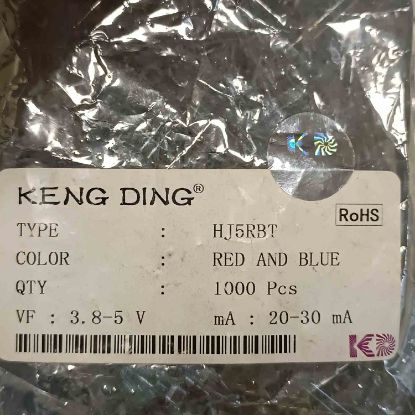 K
KENG DING®
RoHS
TYPE : HJ5RBT
COLOR : RED AND BLUE
QTY : 1000 Pcs
VF : 3.8-5 V mA : 20-30 mA
K